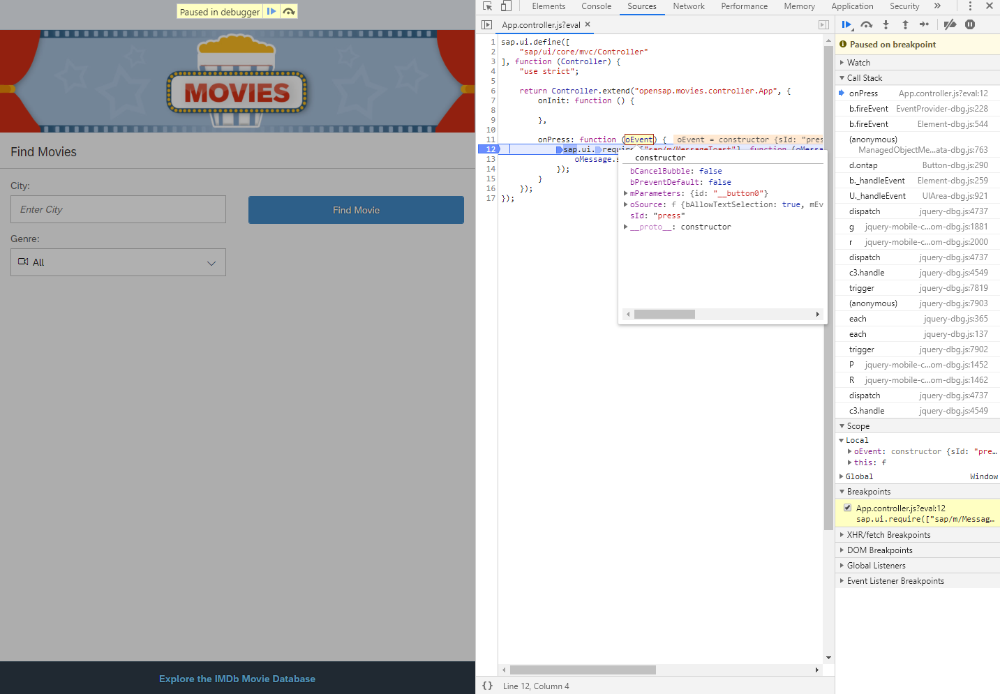 Paused in debugger
MOVIES
Find Movies
City:
Enter City
Find Movie
Genre:
All
Explore the IMDb Movie Database
Elements Console Sources Network Performance Memory Application Security »
App.controller.js?eval ×
1 sap.ui.define([
2 "sap/ui/core/mvc/Controller"
3 ], function (Controller) {
4 "use strict";
5
6 return Controller.extend("opensap.movies.controller.App", {
7 onInit: function () {
8
9 },
10
11 onPress: function (oEvent) { oEvent = constructor {sId: "pres
12 sap.ui.require(["sap/m/MessageToast"], function (oMessa
13 oMessage.s
14 });
15 }
16 });
17 });
constructor
bCancelBubble: false
bPreventDefault: false
mParameters: {id: "__button0"}
oSource: f {bAllowTextSelection: true, mEv
sId: "press"
__proto__: constructor
{} Line 12, Column 4
Paused on breakpoint
Watch
Call Stack
onPress App.controller.js?eval:12
b.fireEvent EventProvider-dbg.js:228
b.fireEvent Element-dbg.js:544
(anonymous)
ManagedObjectMe...ata-dbg.js:763
d.ontap Button-dbg.js:290
b._handleEvent Element-dbg.js:259
U._handleEvent UIArea-dbg.js:921
dispatch jquery-dbg.js:4737
g jquery-mobile-c...om-dbg.js:1881
r jquery-mobile-c...om-dbg.js:2000
dispatch jquery-dbg.js:4737
c3.handle jquery-dbg.js:4549
trigger jquery-dbg.js:7819
(anonymous) jquery-dbg.js:7903
each jquery-dbg.js:365
each jquery-dbg.js:137
trigger jquery-dbg.js:7902
P jquery-mobile-c...om-dbg.js:1452
R jquery-mobile-c...om-dbg.js:1462
dispatch jquery-dbg.js:4737
c3.handle jquery-dbg.js:4549
Scope
Local
oEvent: constructor {sId: "pre...
this: f
Global Window
Breakpoints
App.controller.js?eval:12
sap.ui.require(["sap/m/Messag...
XHR/fetch Breakpoints
DOM Breakpoints
Global Listeners
Event Listener Breakpoints